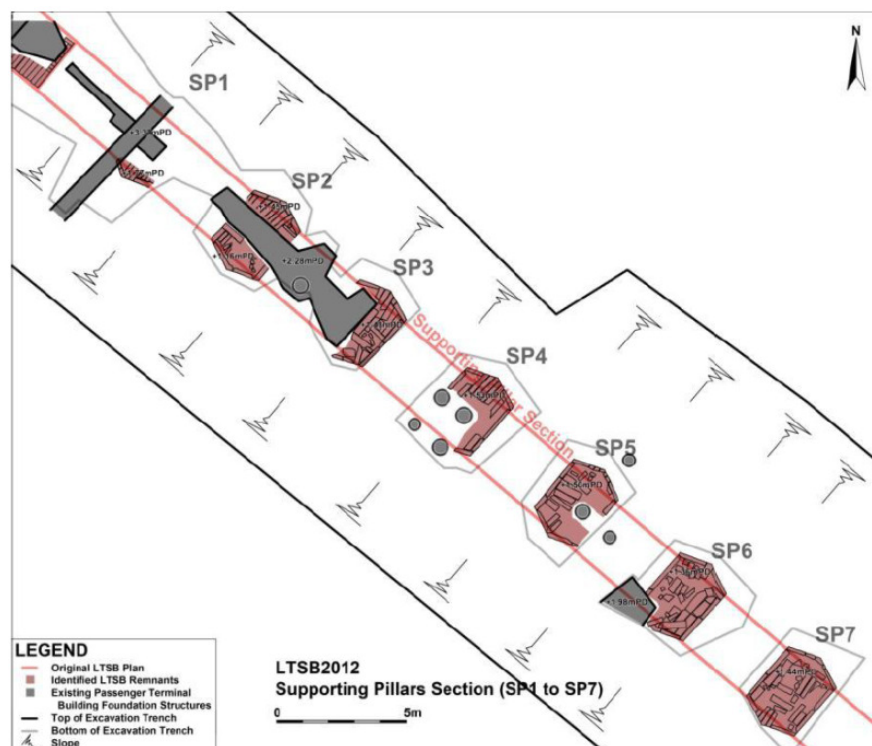 N
SP1
SP2
+2.28mPD
SP3
Supporting Pillar Section
SP4
SP5
SP6
+1.98mPD
SP7
LEGEND
Original LTSB Plan
Identified LTSB Remnants
Existing Passenger Terminal
Building Foundation Structures
Top of Excavation Trench
Bottom of Excavation Trench
Slope
LTSB2012
Supporting Pillars Section (SP1 to SP7)
0 5m